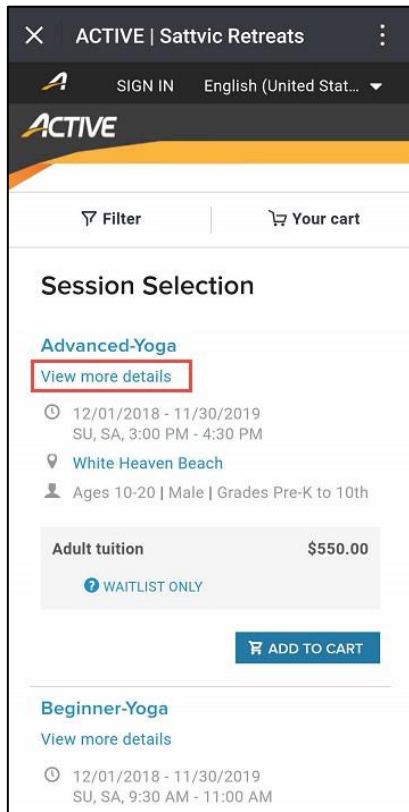 ACTIVE | Sattvic Retreats
SIGN IN English (United Stat...
ACTIVE
Filter Your cart
Session Selection
Advanced-Yoga
View more details
12/01/2018 - 11/30/2019
SU, SA, 3:00 PM - 4:30 PM
White Heaven Beach
Ages 10-20 | Male | Grades Pre-K to 10th
Adult tuition $550.00
? WAITLIST ONLY
ADD TO CART
Beginner-Yoga
View more details
12/01/2018 - 11/30/2019
SU, SA, 9:30 AM - 11:00 AM